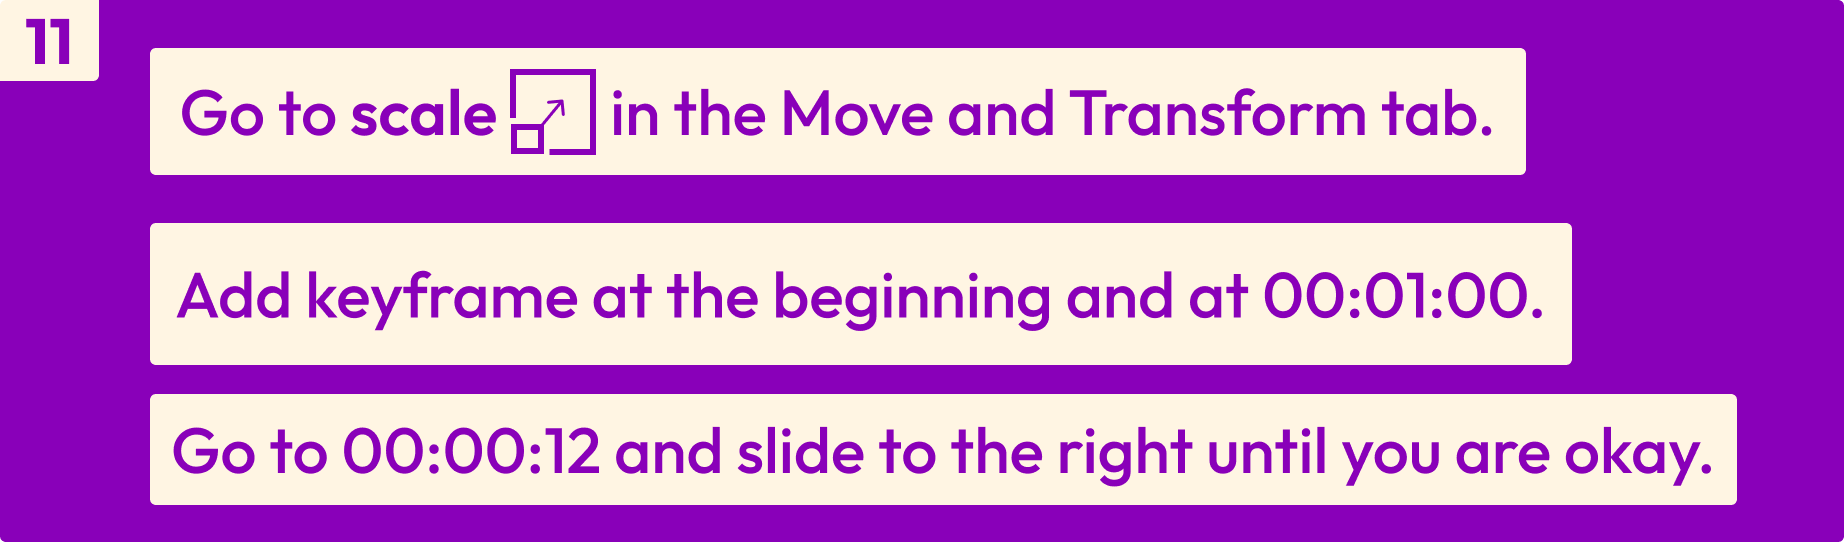 11
Go to scale in the Move and Transform tab.
Add keyframe at the beginning and at 00:01:00.
Go to 00:00:12 and slide to the right until you are okay.